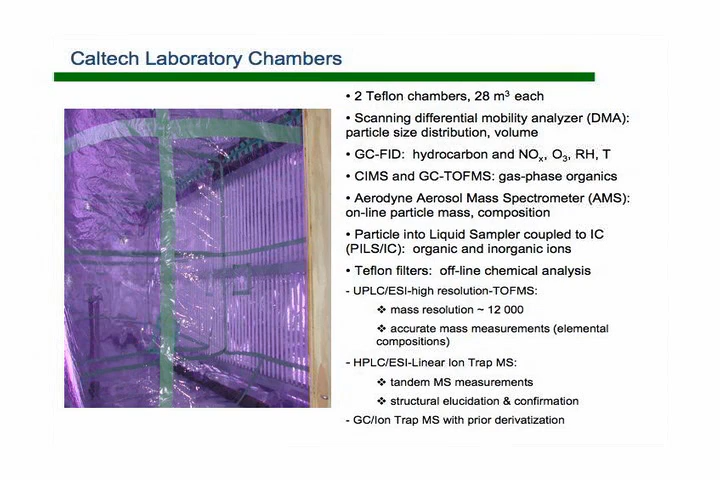 Caltech Laboratory Chambers
• 2 Teflon chambers, 28 m³ each
• Scanning differential mobility analyzer (DMA):
particle size distribution, volume
• GC-FID: hydrocarbon and NOₓ, O₃, RH, T
• CIMS and GC-TOFMS: gas-phase organics
• Aerodyne Aerosol Mass Spectrometer (AMS):
on-line particle mass, composition
• Particle into Liquid Sampler coupled to IC
(PILS/IC): organic and inorganic ions
• Teflon filters: off-line chemical analysis
- UPLC/ESI-high resolution-TOFMS:
❖ mass resolution ~ 12 000
❖ accurate mass measurements (elemental
compositions)
- HPLC/ESI-Linear Ion Trap MS:
❖ tandem MS measurements
❖ structural elucidation & confirmation
- GC/Ion Trap MS with prior derivatization